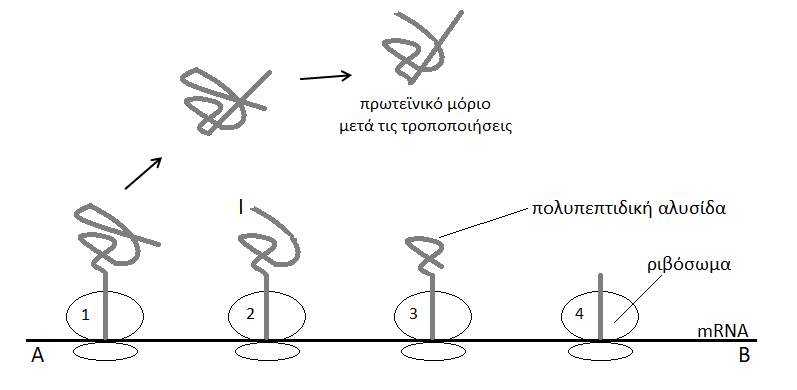 πρωτεϊνικό μόριο
μετά τις τροποποιήσεις
I
πολυπεπτιδική αλυσίδα
ριβόσωμα
1
2
3
4
mRNA
A
B